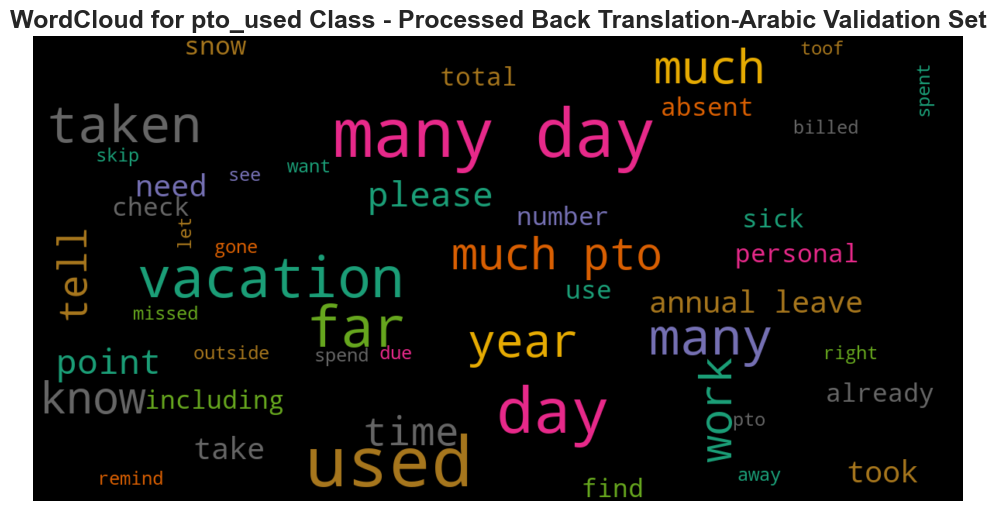 WordCloud for pto_used Class - Processed Back Translation-Arabic Validation Set
snow
toof
much
total
spent
absent
taken
many day
billed
skip
want
see
need
please
check
number
sick
let
gone
tell
much pto
personal
vacation
use
annual leave
missed
far
year
many
point
outside
spend
due
right
know
including
day
work
already
pto
time
take
used
took
remind
away
find